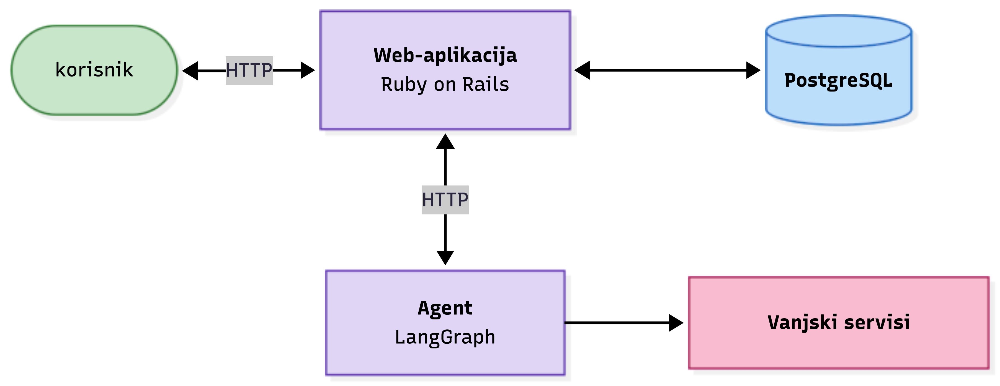 korisnik
HTTP
Web-aplikacija
Ruby on Rails
PostgreSQL
HTTP
Agent
LangGraph
Vanjski servisi